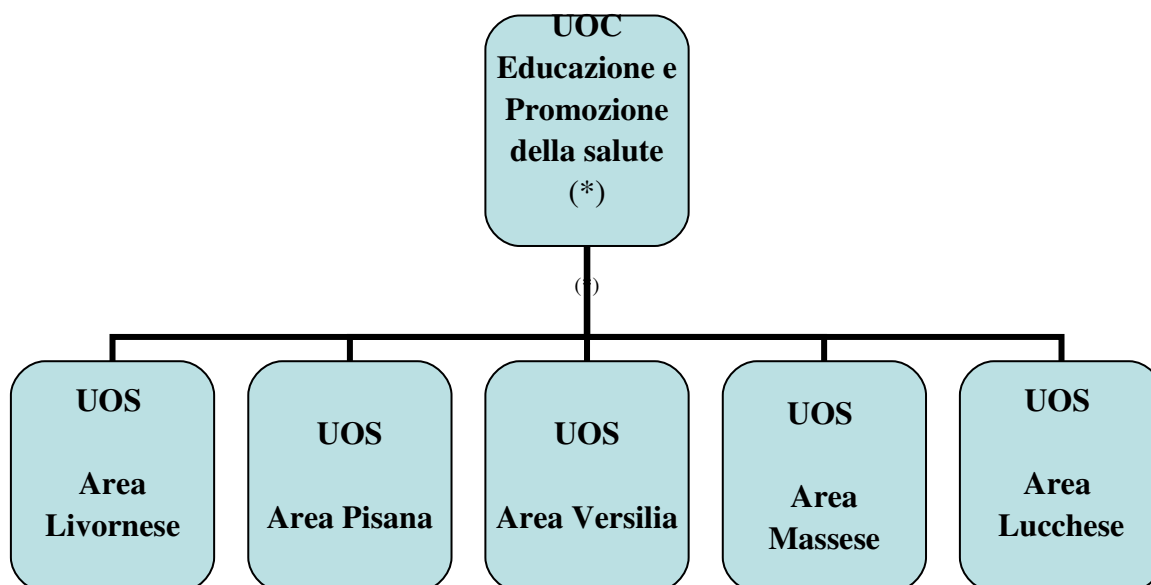 UOC
Educazione e
Promozione
della salute
(*)
(*)
UOS
Area
Livornese
UOS
Area Pisana
UOS
Area Versilia
UOS
Area
Massese
UOS
Area
Lucchese